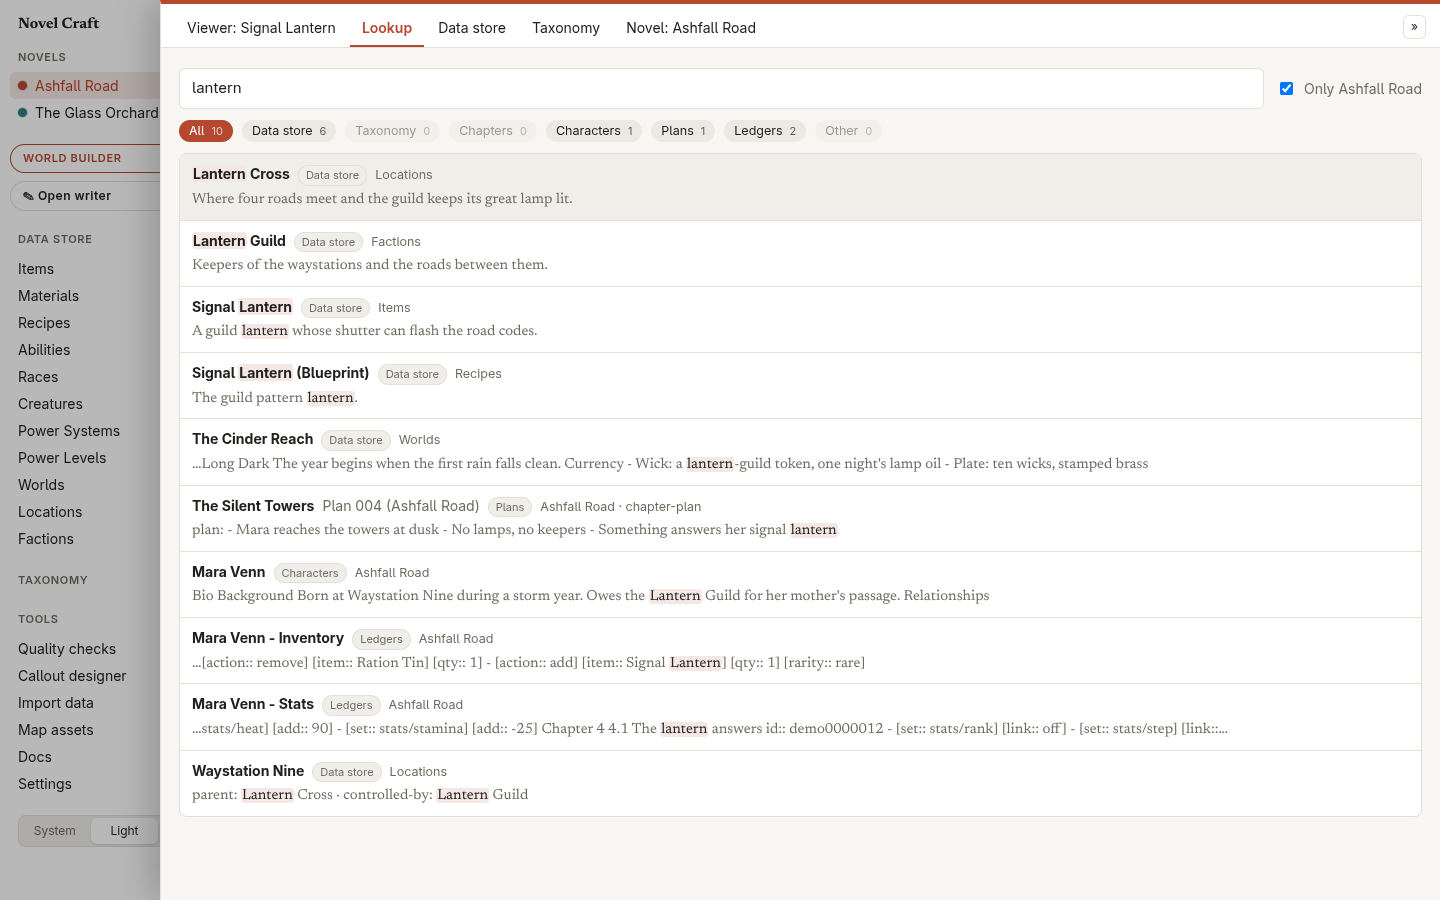 Novel Craft
NOVELS
Ashfall Road
The Glass Orchard
WORLD BUILDER
✎ Open writer
DATA STORE
Items
Materials
Recipes
Abilities
Races
Creatures
Power Systems
Power Levels
Worlds
Locations
Factions
TAXONOMY
TOOLS
Quality checks
Callout designer
Import data
Map assets
Docs
Settings
System Light
Viewer: Signal Lantern Lookup Data store Taxonomy Novel: Ashfall Road »
lantern Only Ashfall Road
All 10 Data store 6 Taxonomy 0 Chapters 0 Characters 1 Plans 1 Ledgers 2 Other 0
Lantern Cross Data store Locations
Where four roads meet and the guild keeps its great lamp lit.
Lantern Guild Data store Factions
Keepers of the waystations and the roads between them.
Signal Lantern Data store Items
A guild lantern whose shutter can flash the road codes.
Signal Lantern (Blueprint) Data store Recipes
The guild pattern lantern.
The Cinder Reach Data store Worlds
...Long Dark The year begins when the first rain falls clean. Currency - Wick: a lantern-guild token, one night's lamp oil - Plate: ten wicks, stamped brass
The Silent Towers Plan 004 (Ashfall Road) Plans Ashfall Road · chapter-plan
plan: - Mara reaches the towers at dusk - No lamps, no keepers - Something answers her signal lantern
Mara Venn Characters Ashfall Road
Bio Background Born at Waystation Nine during a storm year. Owes the Lantern Guild for her mother's passage. Relationships
Mara Venn - Inventory Ledgers Ashfall Road
...[action:: remove] [item:: Ration Tin] [qty:: 1] - [action:: add] [item:: Signal Lantern] [qty:: 1] [rarity:: rare]
Mara Venn - Stats Ledgers Ashfall Road
...stats/heat] [add:: 90] - [set:: stats/stamina] [add:: -25] Chapter 4 4.1 The lantern answers id:: demo0000012 - [set:: stats/rank] [link:: off] - [set:: stats/step] [link::...
Waystation Nine Data store Locations
parent: Lantern Cross · controlled-by: Lantern Guild